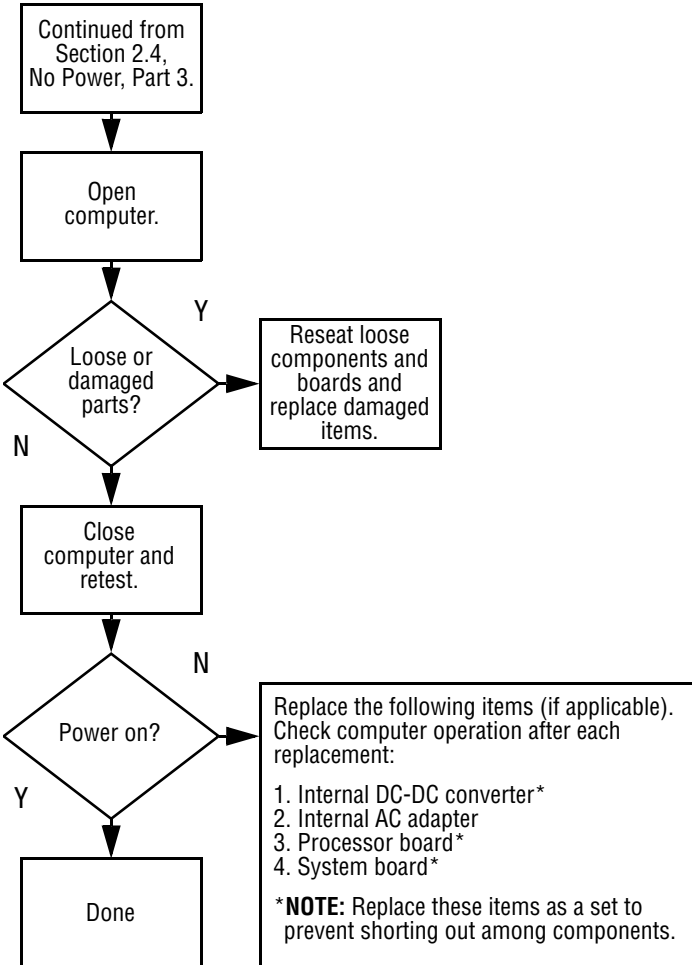 Continued from
Section 2.4,
No Power, Part 3.
Open
computer.
Y
Loose or
damaged
parts?
Reseat loose
components and
boards and
replace damaged
items.
N
Close
computer and
retest.
N
Power on?
Replace the following items (if applicable).
Check computer operation after each
replacement:
1. Internal DC-DC converter*
2. Internal AC adapter
3. Processor board*
4. System board*
*NOTE: Replace these items as a set to
prevent shorting out among components.
Y
Done